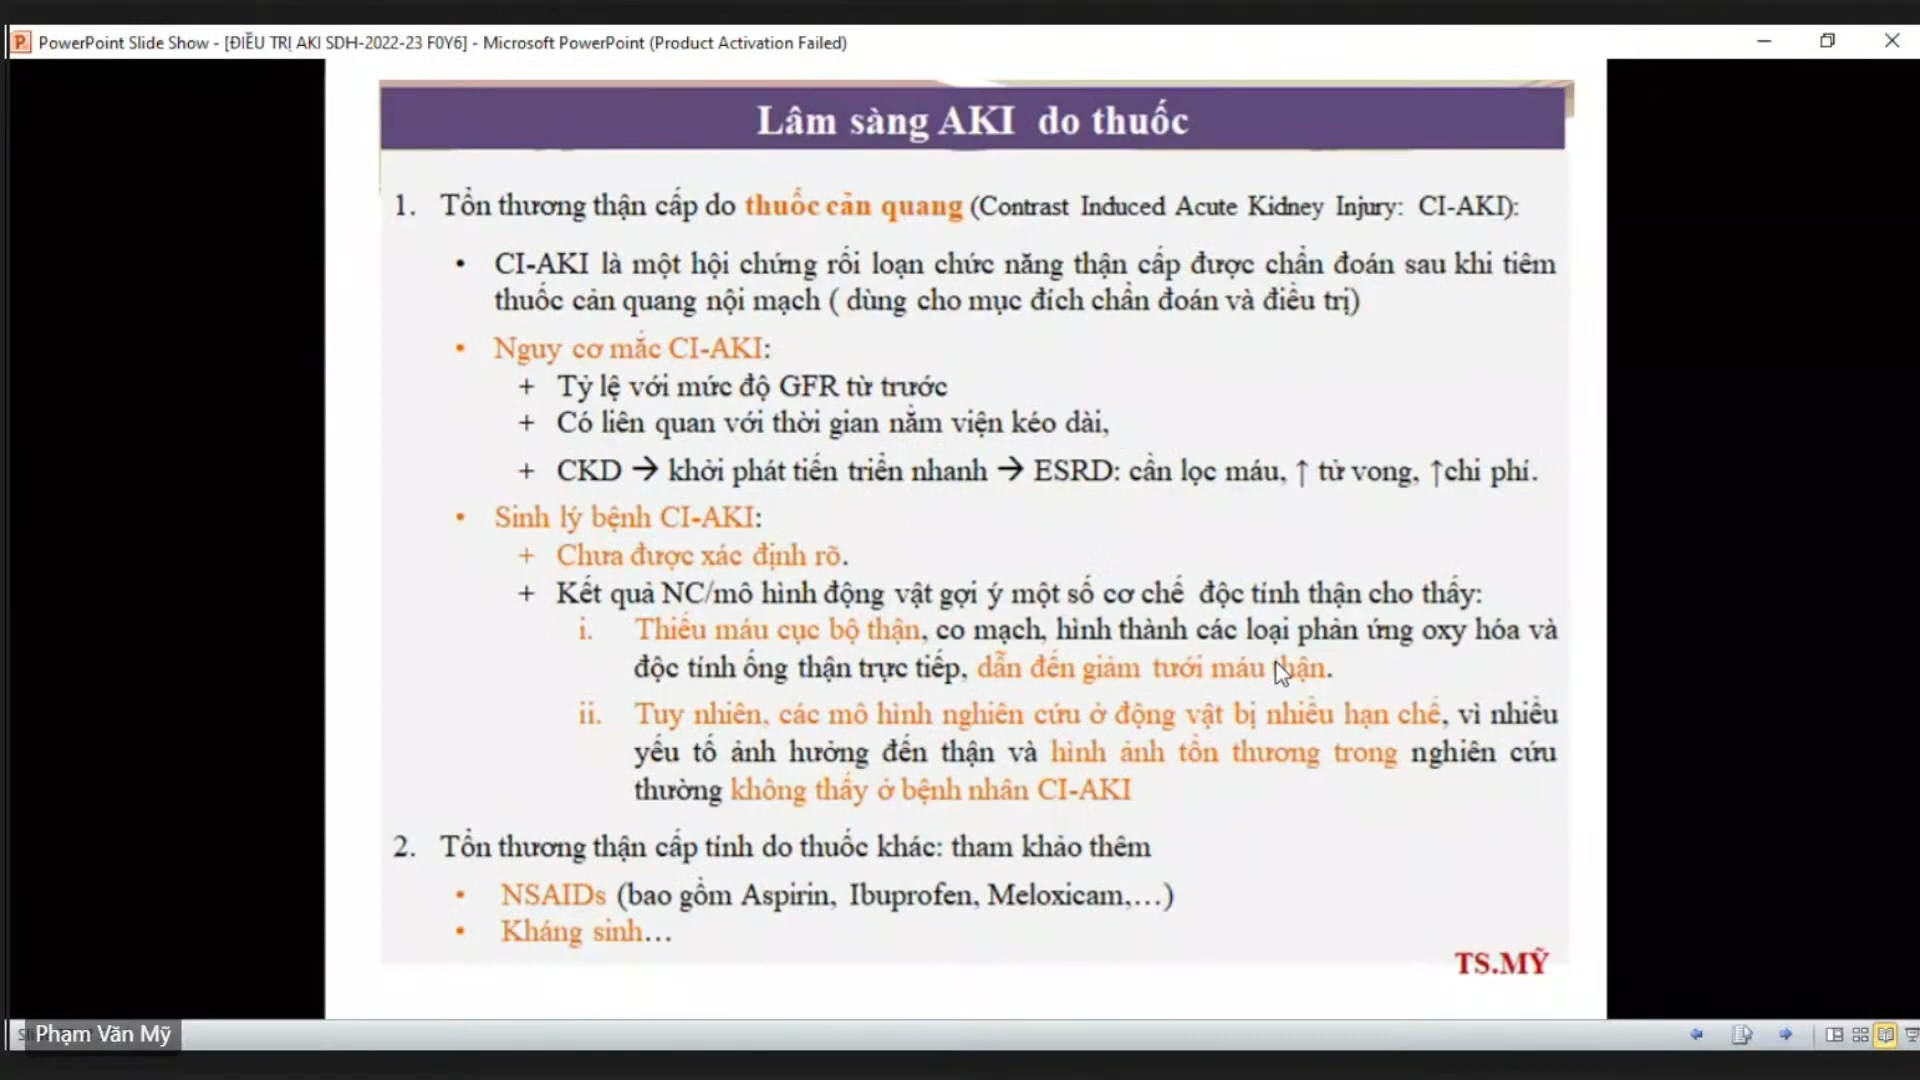 PowerPoint Slide Show - [ĐIỀU TRỊ AKI SDH-2022-23 F0Y6] - Microsoft PowerPoint (Product Activation Failed)
Lâm sàng AKI do thuốc
1. Tổn thương thận cấp do thuốc cản quang (Contrast Induced Acute Kidney Injury: CI-AKI):
• CI-AKI là một hội chứng rối loạn chức năng thận cấp được chẩn đoán sau khi tiêm
thuốc cản quang nội mạch ( dùng cho mục đích chẩn đoán và điều trị)
• Nguy cơ mắc CI-AKI:
+ Tỷ lệ với mức độ GFR từ trước
+ Có liên quan với thời gian nằm viện kéo dài,
+ CKD → khởi phát tiến triển nhanh → ESRD: cần lọc máu, ↑ tử vong, ↑chi phí.
• Sinh lý bệnh CI-AKI:
+ Chưa được xác định rõ.
+ Kết quả NC/mô hình động vật gợi ý một số cơ chế độc tính thận cho thấy:
i. Thiếu máu cục bộ thận, co mạch, hình thành các loại phản ứng oxy hóa và
độc tính ống thận trực tiếp, dẫn đến giảm tưới máu thận.
ii. Tuy nhiên, các mô hình nghiên cứu ở động vật bị nhiều hạn chế, vì nhiều
yếu tố ảnh hưởng đến thận và hình ảnh tổn thương trong nghiên cứu
thường không thấy ở bệnh nhân CI-AKI
2. Tổn thương thận cấp tính do thuốc khác: tham khảo thêm
• NSAIDs (bao gồm Aspirin, Ibuprofen, Meloxicam,…)
• Kháng sinh…
TS.MỸ
Phạm Văn Mỹ